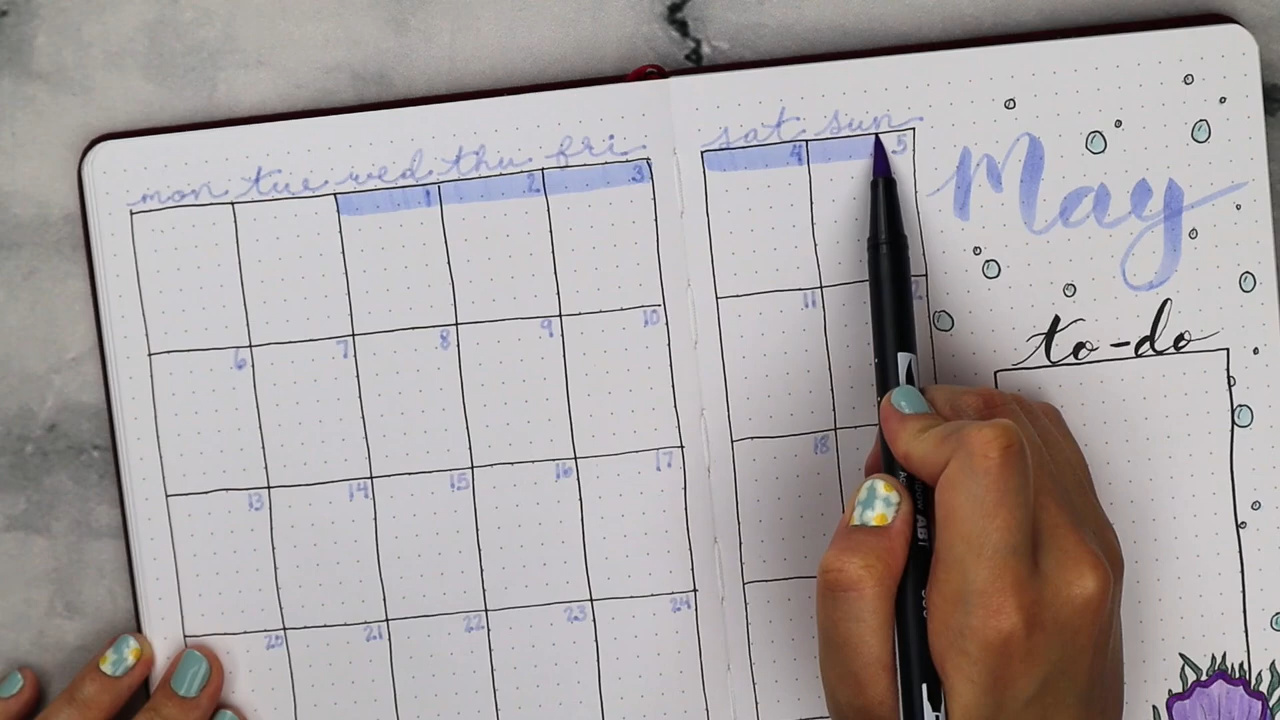 mon tue wed thu fri sat sun
1 2 3 4 5
May
6 7 8 9 10 11
to-do
13 14 15 16 17 18
20 21 22 23 24
ABT